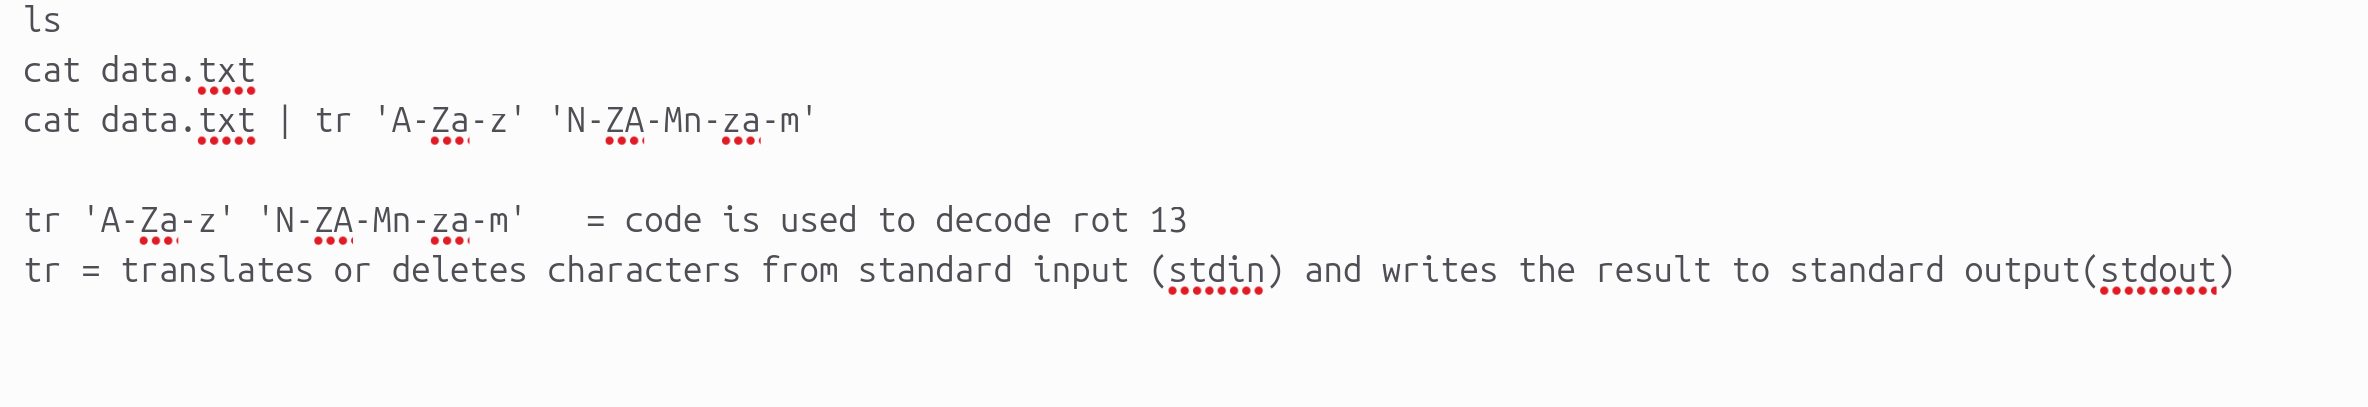 ls
cat data.txt
cat data.txt | tr 'A-Za-z' 'N-ZA-Mn-za-m'
tr 'A-Za-z' 'N-ZA-Mn-za-m'   = code is used to decode rot 13
tr = translates or deletes characters from standard input (stdin) and writes the result to standard output(stdout)